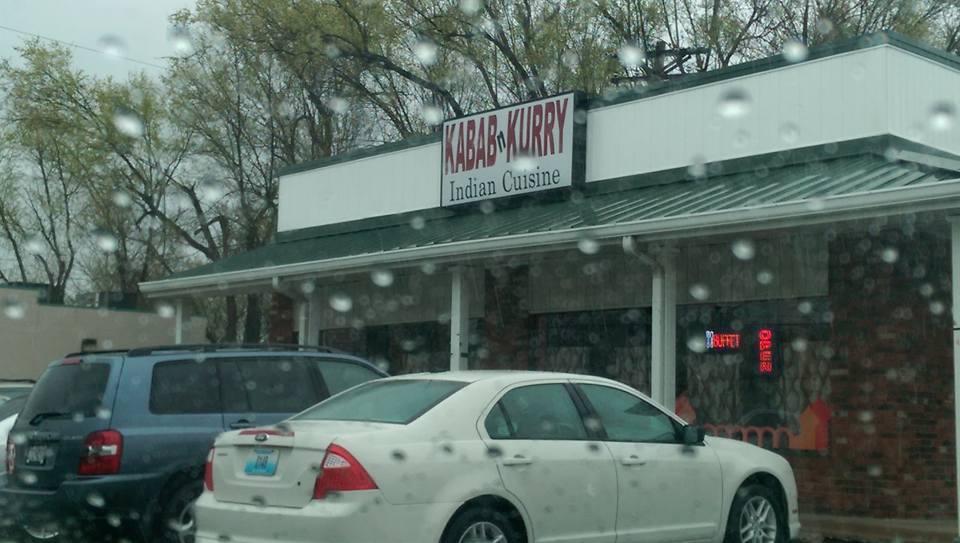 KABAB n KURRY
Indian Cuisine
BUFFET
OPEN